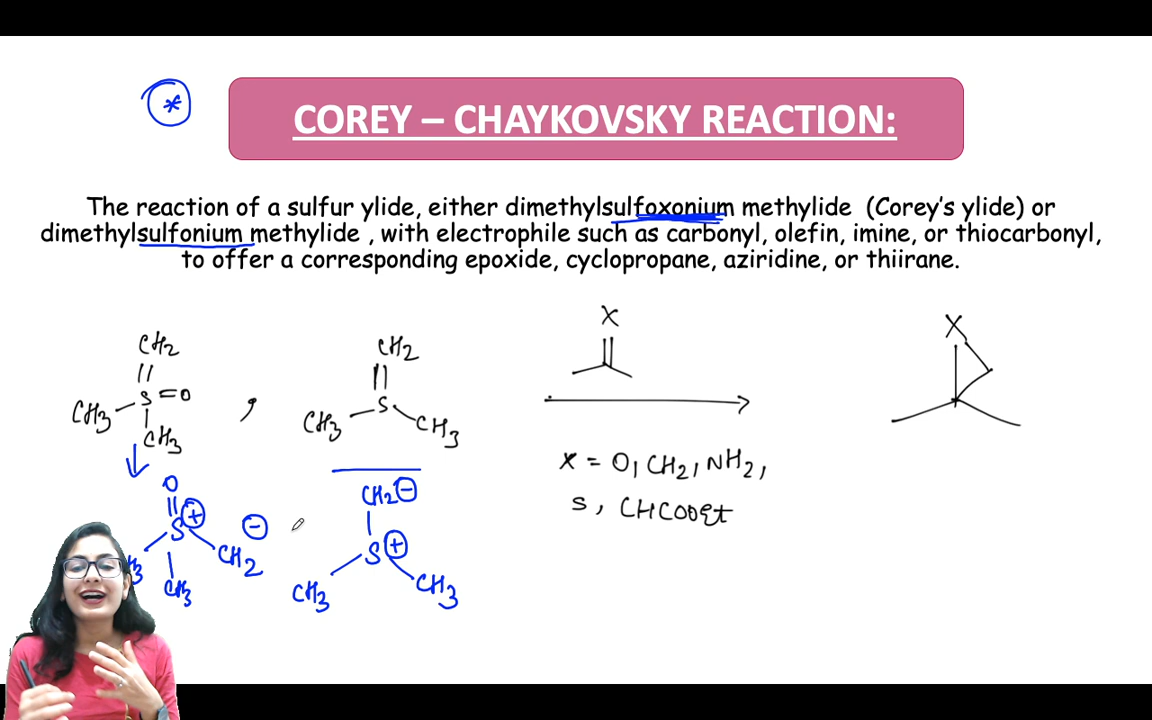 *
COREY – CHAYKOVSKY REACTION:
The reaction of a sulfur ylide, either dimethylsulfoxonium methylide (Corey's ylide) or
dimethylsulfonium methylide , with electrophile such as carbonyl, olefin, imine, or thiocarbonyl,
to offer a corresponding epoxide, cyclopropane, aziridine, or thiirane.
CH2
S=O
CH3
CH3
,
CH2
S
CH3
CH3
X
X = O, CH2, NH2,
S, CHCOOEt
X
O
S +
CH2 -
CH3
3
CH2 -
S +
CH3
CH3